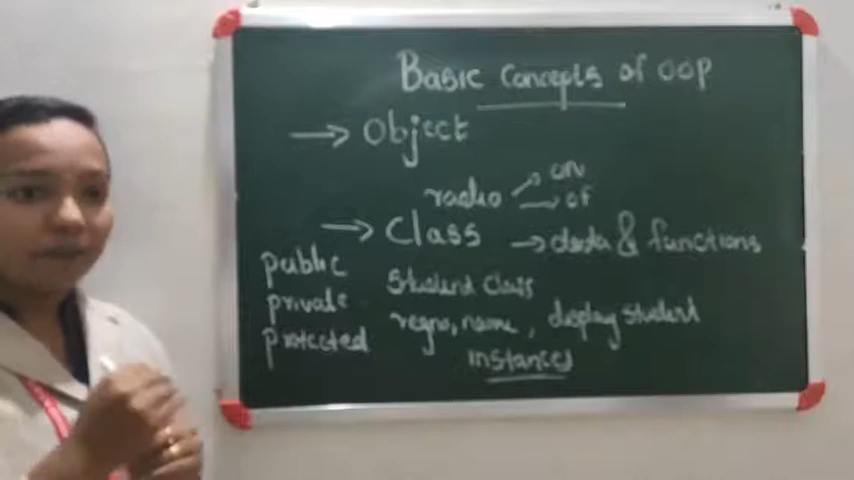 Basic Concepts of OOP
→ Object
radio → on
→ of
→ Class → data & functions
public
private
protected
Student Class
regno, name, display student
instances